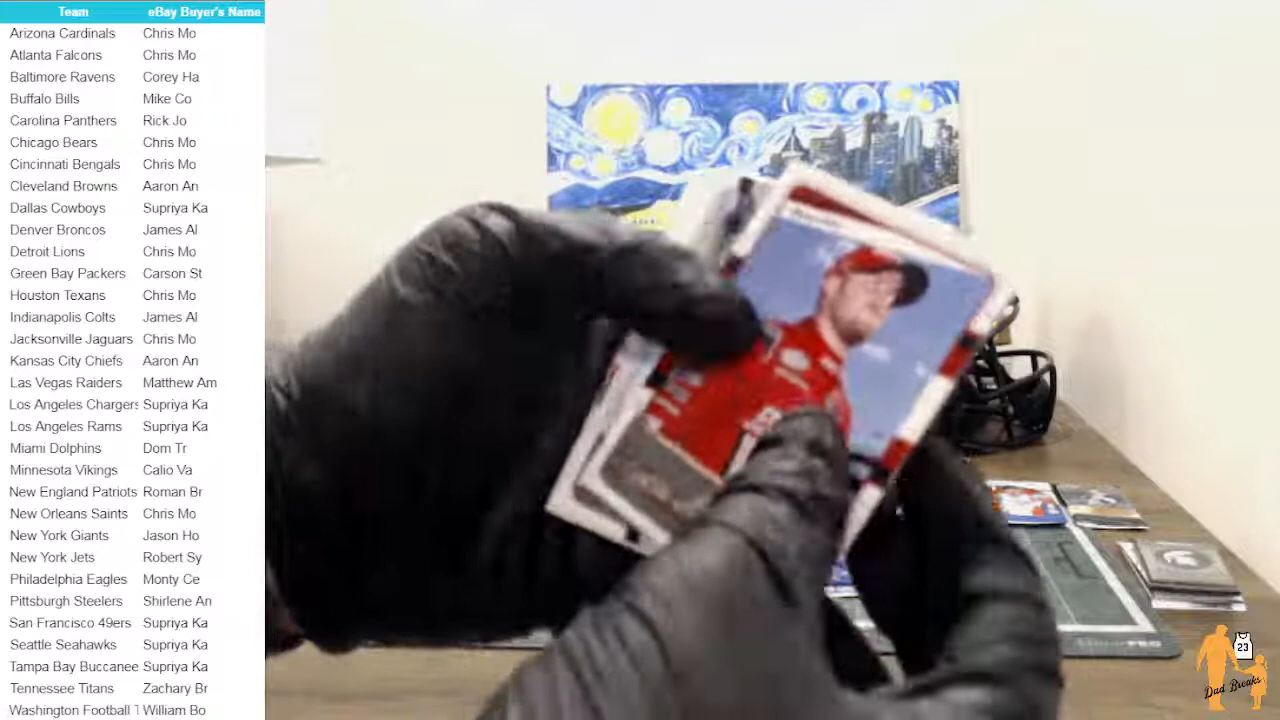 Team eBay Buyer's Name
Arizona Cardinals Chris Mo
Atlanta Falcons Chris Mo
Baltimore Ravens Corey Ha
Buffalo Bills Mike Co
Carolina Panthers Rick Jo
Chicago Bears Chris Mo
Cincinnati Bengals Chris Mo
Cleveland Browns Aaron An
Dallas Cowboys Supriya Ka
Denver Broncos James Al
Detroit Lions Chris Mo
Green Bay Packers Carson St
Houston Texans Chris Mo
Indianapolis Colts James Al
Jacksonville Jaguars Chris Mo
Kansas City Chiefs Aaron An
Las Vegas Raiders Matthew Am
Los Angeles Chargers Supriya Ka
Los Angeles Rams Supriya Ka
Miami Dolphins Dom Tr
Minnesota Vikings Calio Va
New England Patriots Roman Br
New Orleans Saints Chris Mo
New York Giants Jason Ho
New York Jets Robert Sy
Philadelphia Eagles Monty Ce
Pittsburgh Steelers Shirlene An
San Francisco 49ers Supriya Ka
Seattle Seahawks Supriya Ka
Tampa Bay Buccanee Supriya Ka
Tennessee Titans Zachary Br
Washington Football T William Bo
23
Dad Breaks